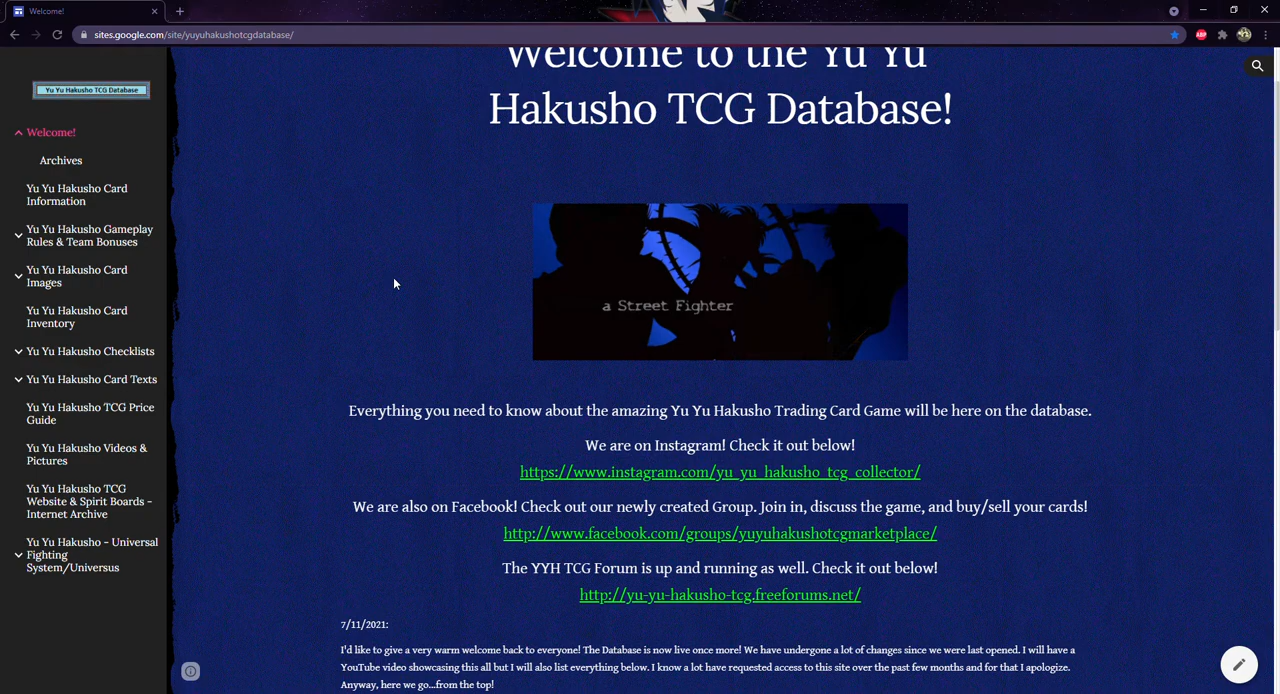 Welcome!
sites.google.com/site/yuyuhakushotcgdatabase/
ABP
Yu Yu Hakusho TCG Database
Welcome!
Archives
Yu Yu Hakusho Card
Information
Yu Yu Hakusho Gameplay
Rules & Team Bonuses
Yu Yu Hakusho Card
Images
Yu Yu Hakusho Card
Inventory
Yu Yu Hakusho Checklists
Yu Yu Hakusho Card Texts
Yu Yu Hakusho TCG Price
Guide
Yu Yu Hakusho Videos &
Pictures
Yu Yu Hakusho TCG
Website & Spirit Boards -
Internet Archive
Yu Yu Hakusho - Universal
Fighting
System/Universus
Welcome to the Yu Yu
Hakusho TCG Database!
a Street Fighter
Everything you need to know about the amazing Yu Yu Hakusho Trading Card Game will be here on the database.
We are on Instagram! Check it out below!
https://www.instagram.com/yu_yu_hakusho_tcg_collector/
We are also on Facebook! Check out our newly created Group. Join in, discuss the game, and buy/sell your cards!
http://www.facebook.com/groups/yuyuhakushotcgmarketplace/
The YYH TCG Forum is up and running as well. Check it out below!
http://yu-yu-hakusho-tcg.freeforums.net/
7/11/2021:
I'd like to give a very warm welcome back to everyone! The Database is now live once more! We have undergone a lot of changes since we were last opened. I will have a
YouTube video showcasing this all but I will also list everything below. I know a lot have requested access to this site over the past few months and for that I apologize.
Anyway, here we go...from the top!